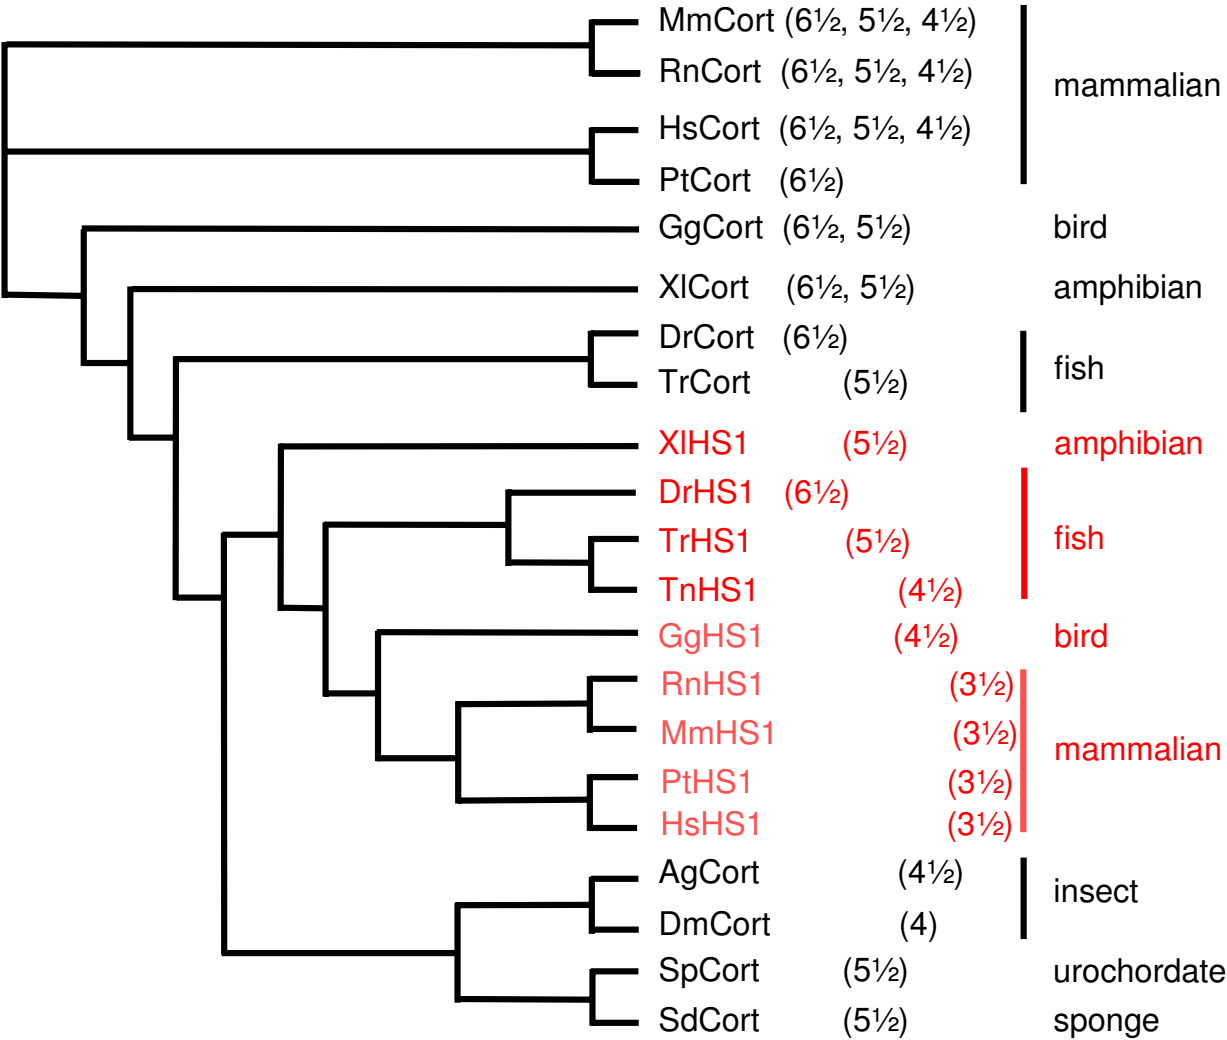 MmCort (6½, 5½, 4½)
RnCort (6½, 5½, 4½)
mammalian
HsCort (6½, 5½, 4½)
PtCort (6½)
GgCort (6½, 5½) bird
XlCort (6½, 5½) amphibian
DrCort (6½)
fish
TrCort (5½)
XlHS1 (5½) amphibian
DrHS1 (6½)
TrHS1 (5½) fish
TnHS1 (4½)
GgHS1 (4½) bird
RnHS1 (3½)
MmHS1 (3½)
mammalian
PtHS1 (3½)
HsHS1 (3½)
AgCort (4½)
insect
DmCort (4)
SpCort (5½) urochordate
SdCort (5½) sponge